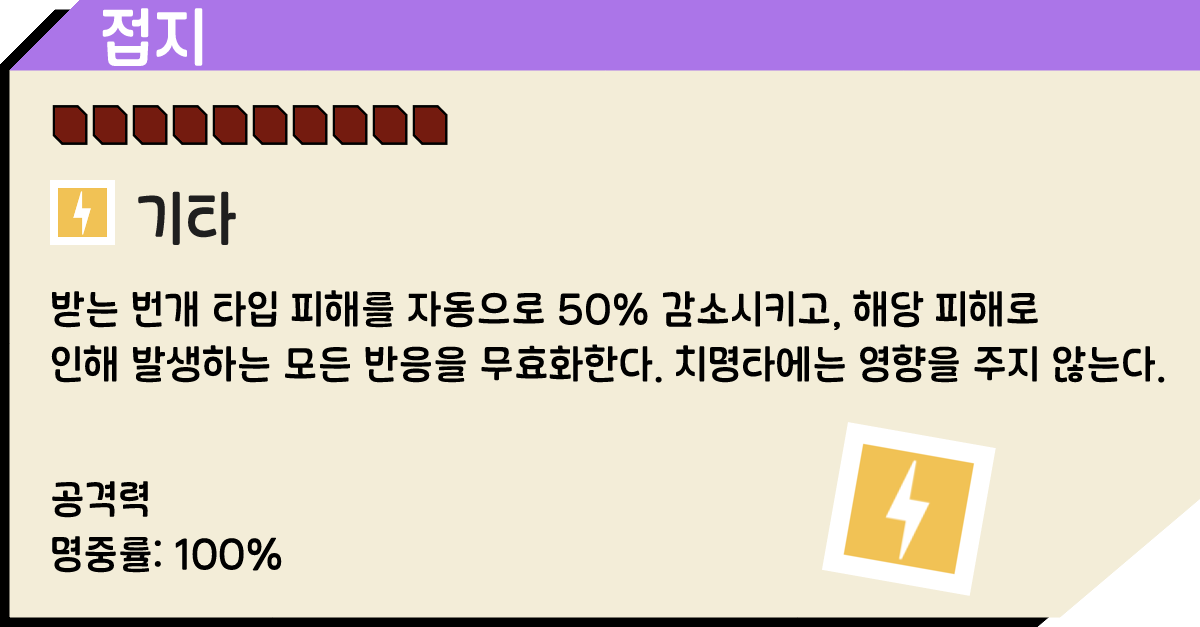 접지
기타
받는 번개 타입 피해를 자동으로 50% 감소시키고, 해당 피해로
인해 발생하는 모든 반응을 무효화한다. 치명타에는 영향을 주지 않는다.
공격력
명중률: 100%